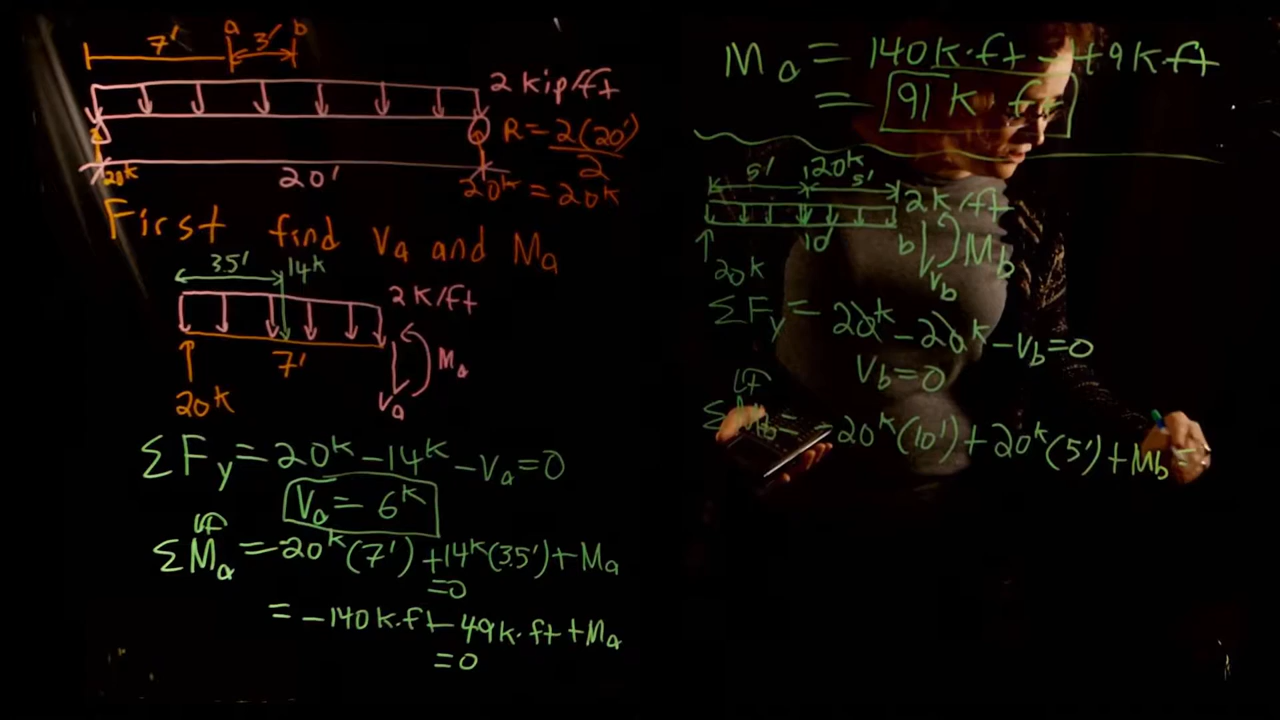 a b
7' 3'
2 kip/ft
R = 2(20')
2
20k 20' 20k = 20k
First find Va and Ma
3.5' 14k
2 K/ft
7' Ma
20K Va
ΣFy = 20k - 14k - Va = 0
Va = 6k
ΣMa = -20k(7') + 14k(3.5') + Ma
= 0
= -140 k·ft - 49 k·ft + Ma
= 0
Ma = 140 k·ft - 49 k·ft
= 91 k ft
5' 20k 5'
2 k/ft
10' b Mb
20k Vb
ΣFy = 20k - 20k - Vb = 0
Vb = 0
ΣMb = -20k(10') + 20k(5') + Mb =